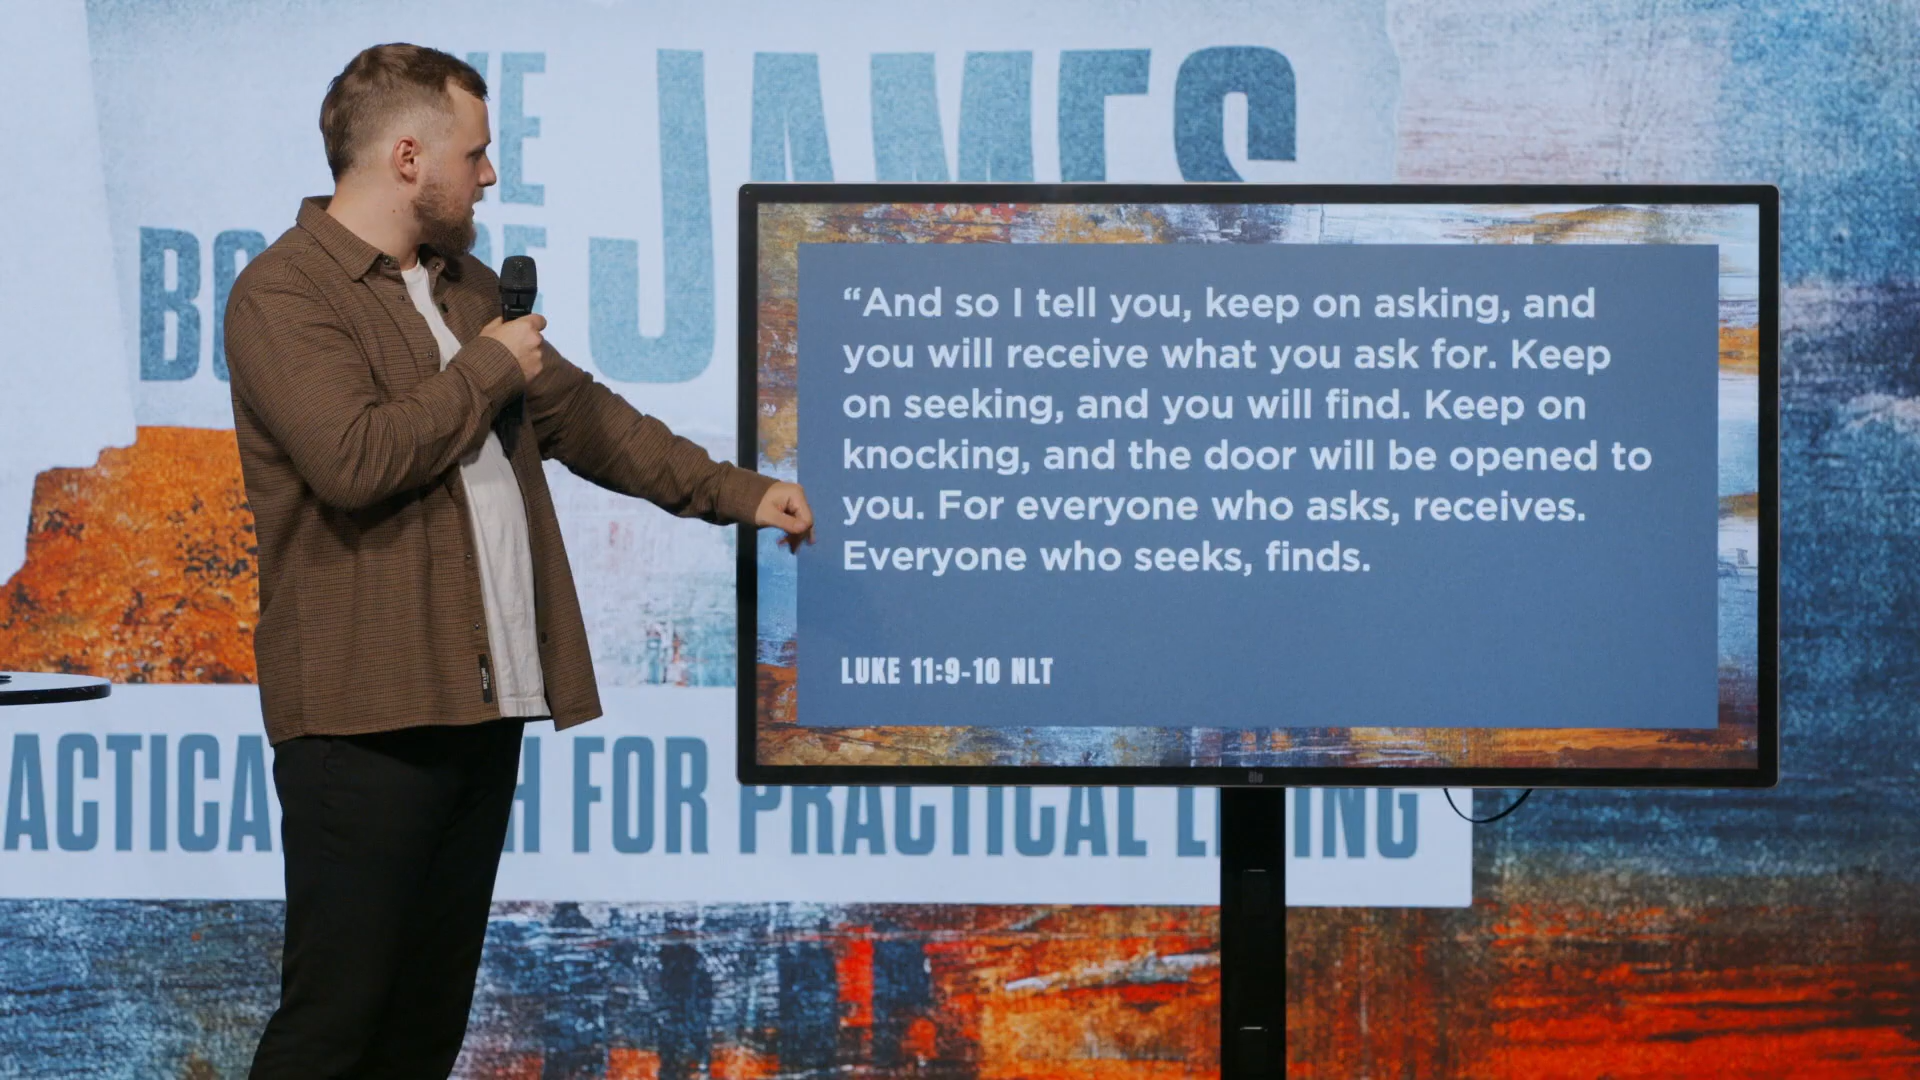 JAMES
“And so I tell you, keep on asking, and
you will receive what you ask for. Keep
on seeking, and you will find. Keep on
knocking, and the door will be opened to
you. For everyone who asks, receives.
Everyone who seeks, finds.
LUKE 11:9-10 NLT
FOR PRACTICAL LIVING
elo